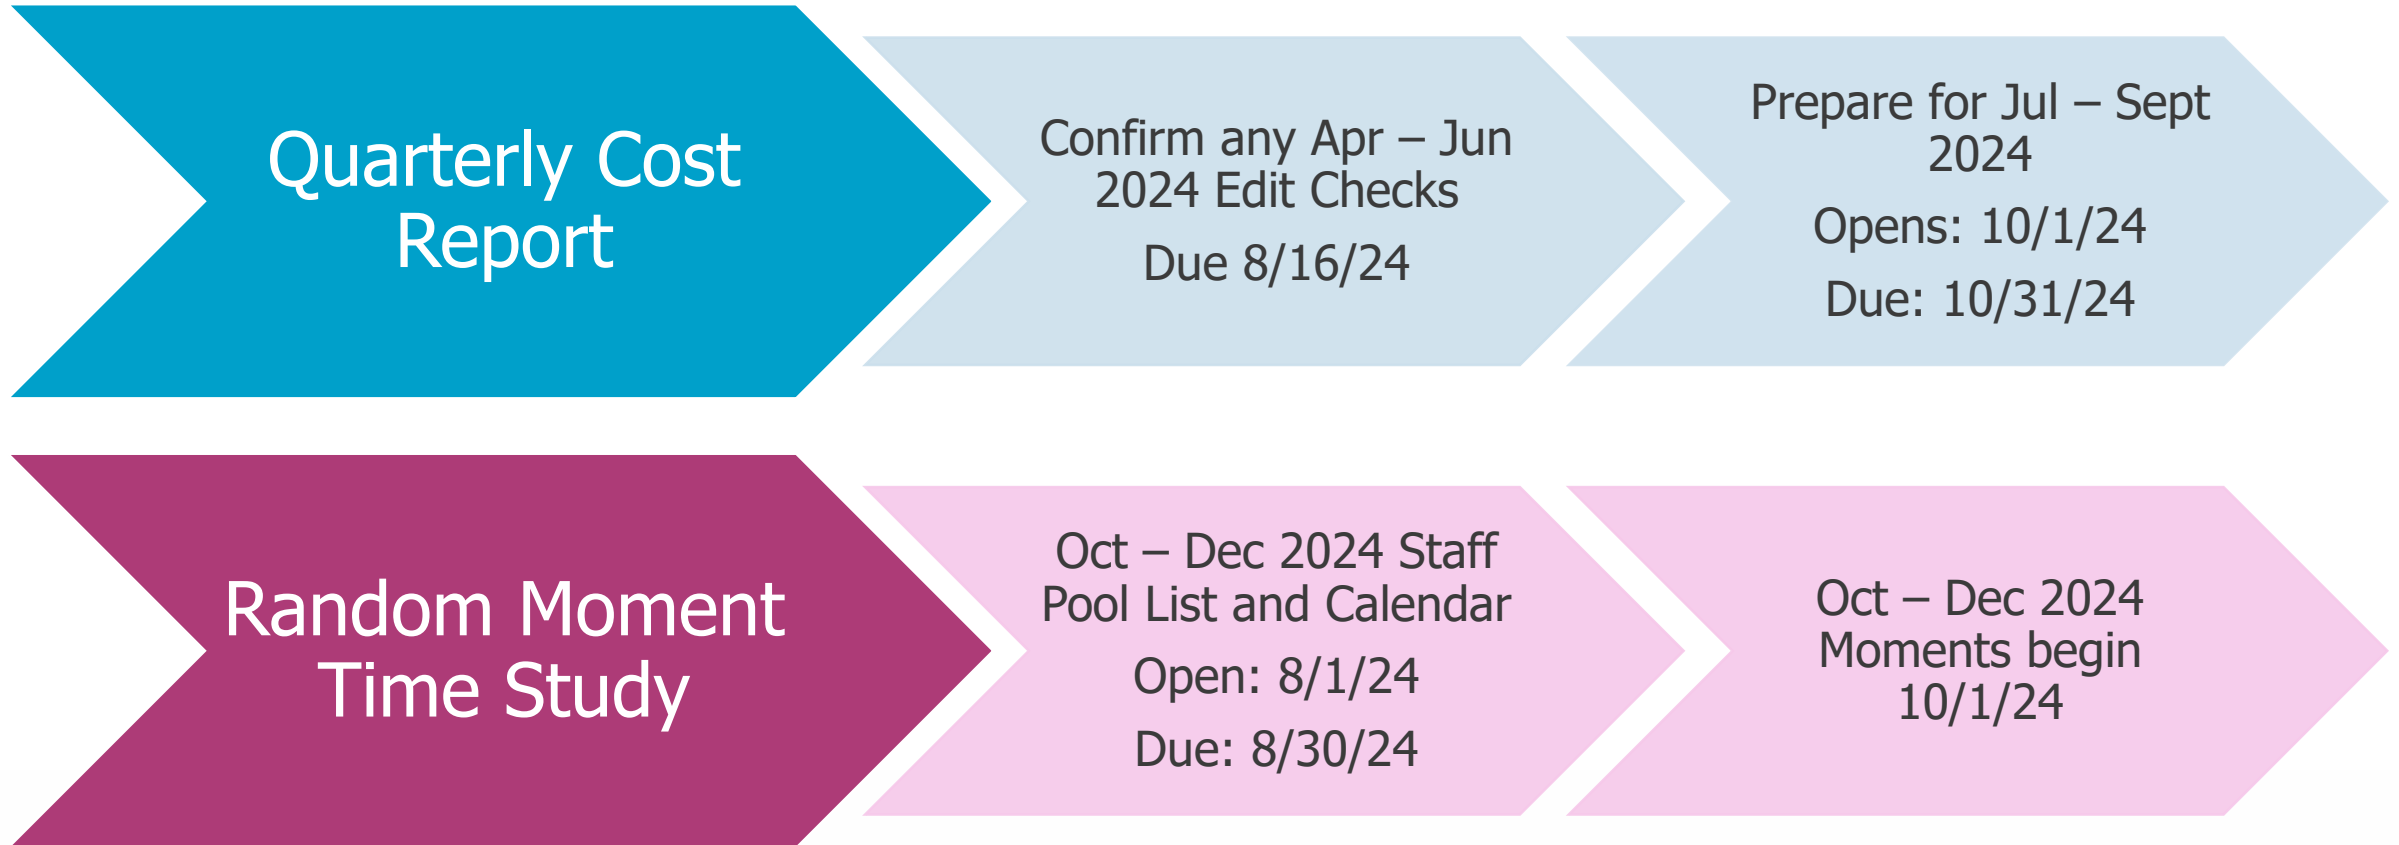 Quarterly Cost
Report
Confirm any Apr – Jun
2024 Edit Checks
Due 8/16/24
Prepare for Jul – Sept
2024
Opens: 10/1/24
Due: 10/31/24
Random Moment
Time Study
Oct – Dec 2024 Staff
Pool List and Calendar
Open: 8/1/24
Due: 8/30/24
Oct – Dec 2024
Moments begin
10/1/24